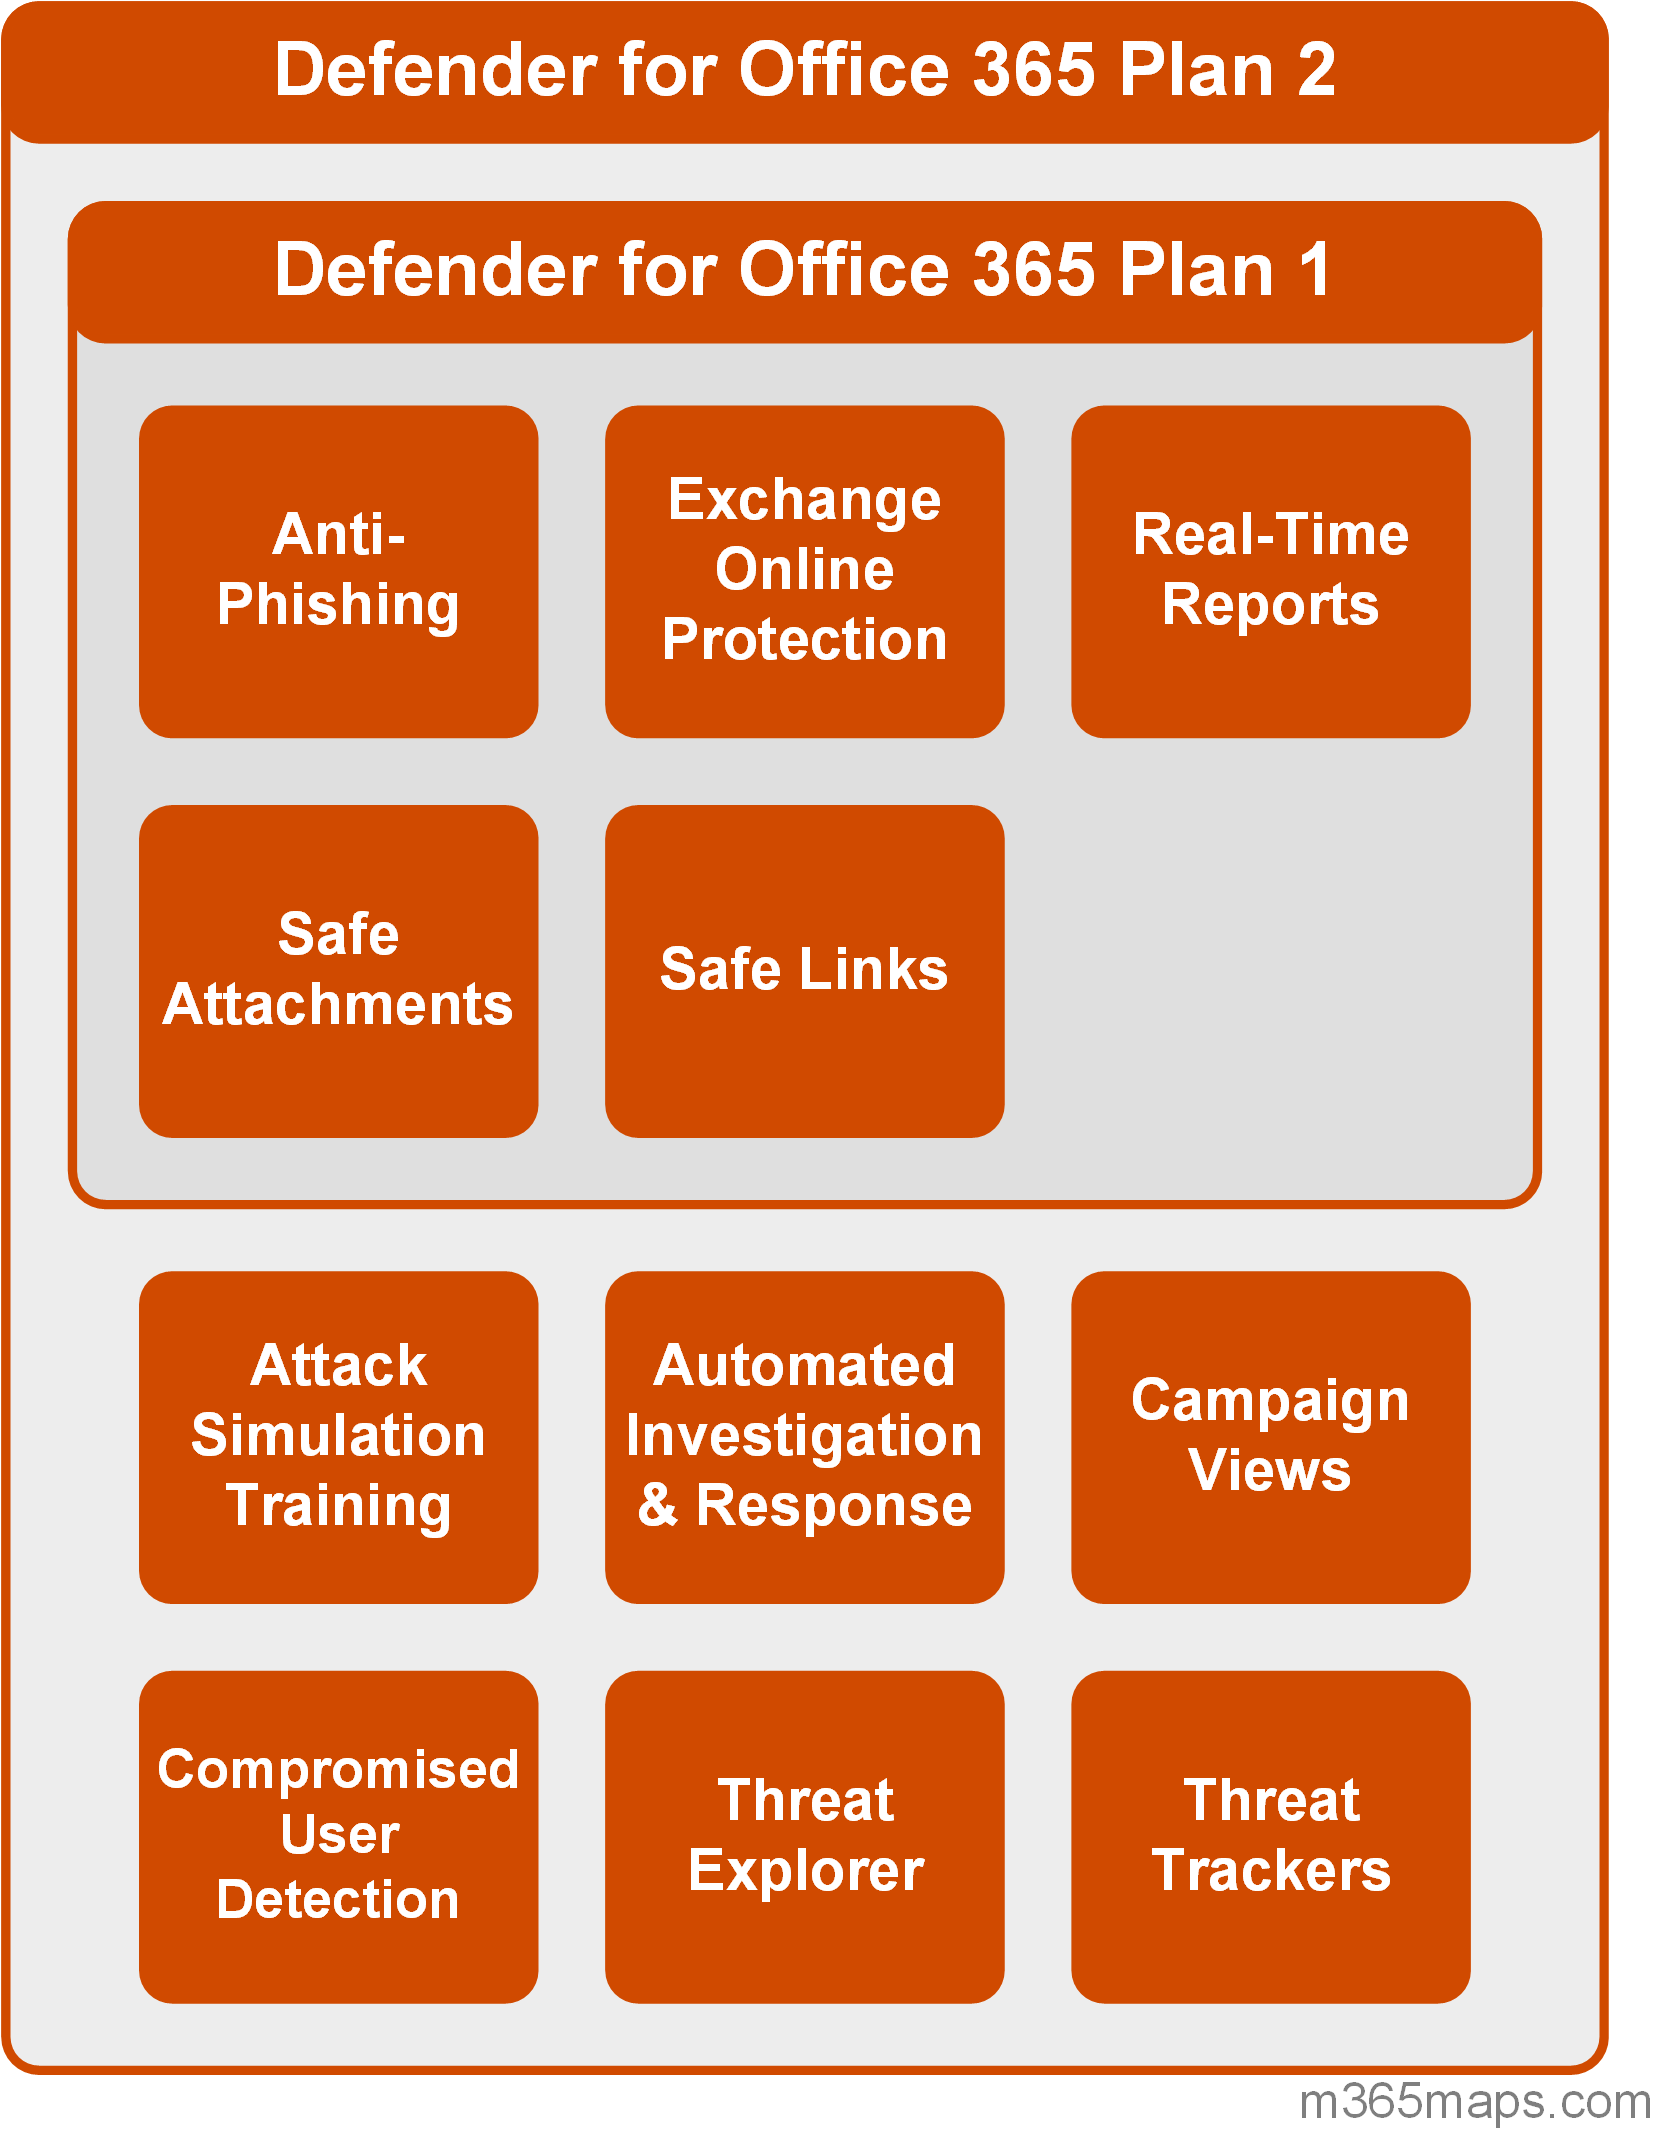 Defender for Office 365 Plan 2
Defender for Office 365 Plan 1
Anti-
Phishing
Exchange
Online
Protection
Real-Time
Reports
Safe
Attachments
Safe Links
Attack
Simulation
Training
Automated
Investigation
& Response
Campaign
Views
Compromised
User
Detection
Threat
Explorer
Threat
Trackers
m365maps.com